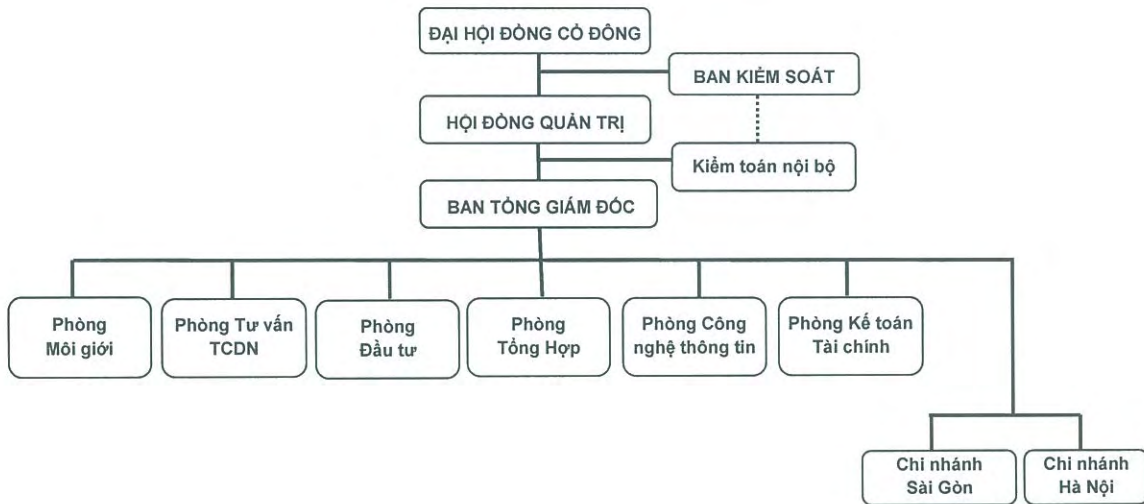 ĐẠI HỘI ĐỒNG CỔ ĐÔNG
BAN KIỂM SOÁT
HỘI ĐỒNG QUẢN TRỊ
Kiểm toán nội bộ
BAN TỔNG GIÁM ĐỐC
Phòng
Môi giới
Phòng Tư vấn
TCDN
Phòng
Đầu tư
Phòng
Tổng Hợp
Phòng Công
nghệ thông tin
Phòng Kế toán
Tài chính
Chi nhánh
Sài Gòn
Chi nhánh
Hà Nội